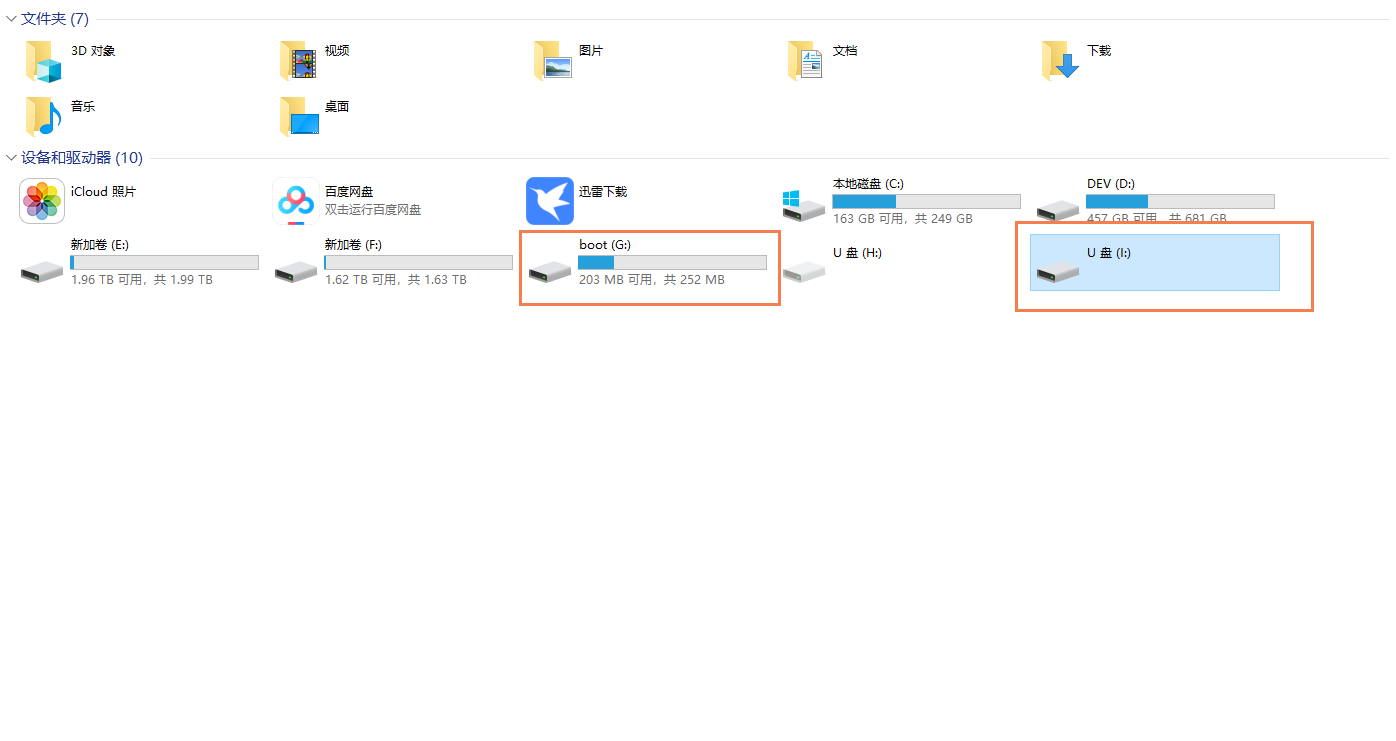 文件夹 (7)
3D 对象
视频
图片
文档
下载
音乐
桌面
设备和驱动器 (10)
iCloud 照片
百度网盘
双击运行百度网盘
迅雷下载
本地磁盘 (C:)
163 GB 可用，共 249 GB
DEV (D:)
457 GB 可用，共 681 GB
新加卷 (E:)
1.96 TB 可用，共 1.99 TB
新加卷 (F:)
1.62 TB 可用，共 1.63 TB
boot (G:)
203 MB 可用，共 252 MB
U 盘 (H:)
U 盘 (I:)